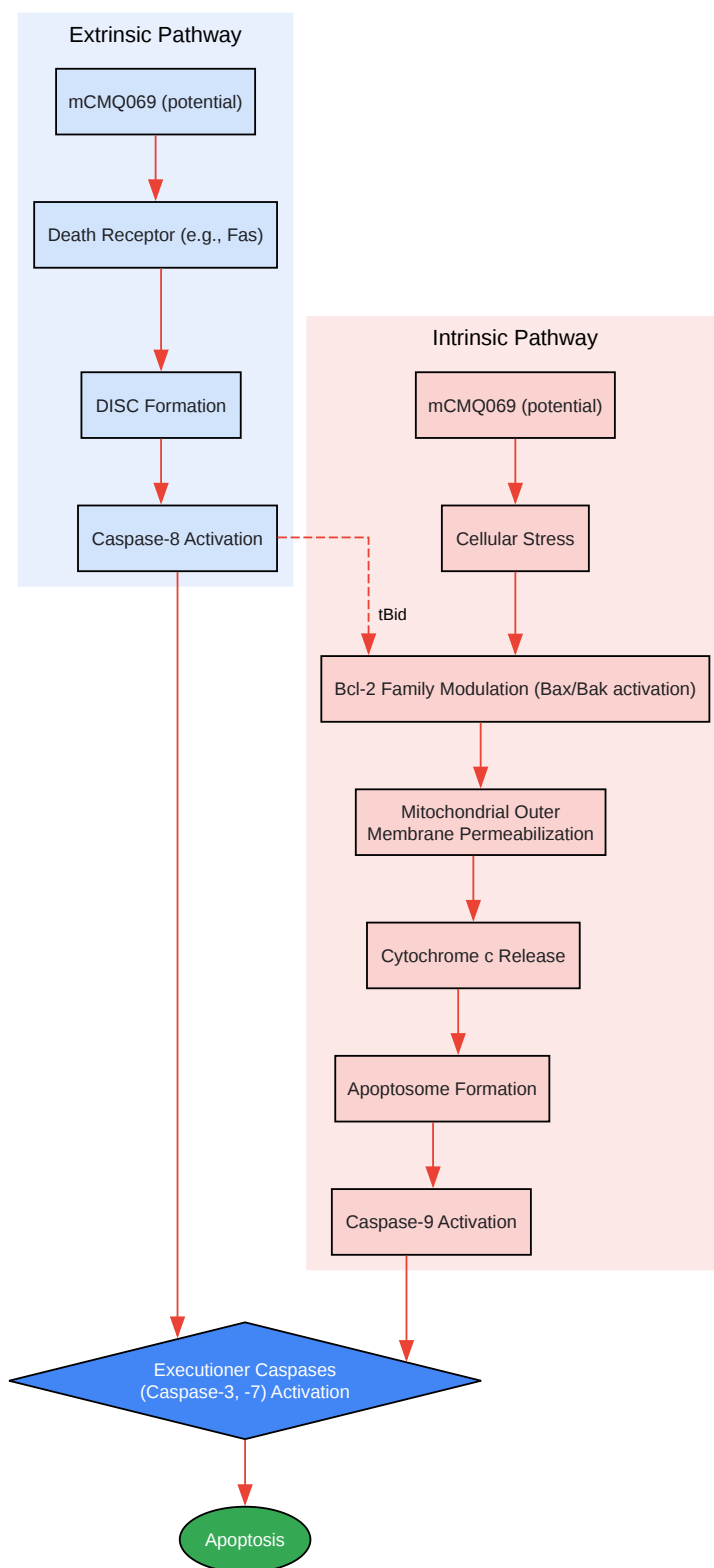 Extrinsic Pathway
mCMQ069 (potential)
Death Receptor (e.g., Fas)
DISC Formation
Caspase-8 Activation
tBid
Intrinsic Pathway
mCMQ069 (potential)
Cellular Stress
Bcl-2 Family Modulation (Bax/Bak activation)
Mitochondrial Outer
Membrane Permeabilization
Cytochrome c Release
Apoptosome Formation
Caspase-9 Activation
Executioner Caspases
(Caspase-3, -7) Activation
Apoptosis